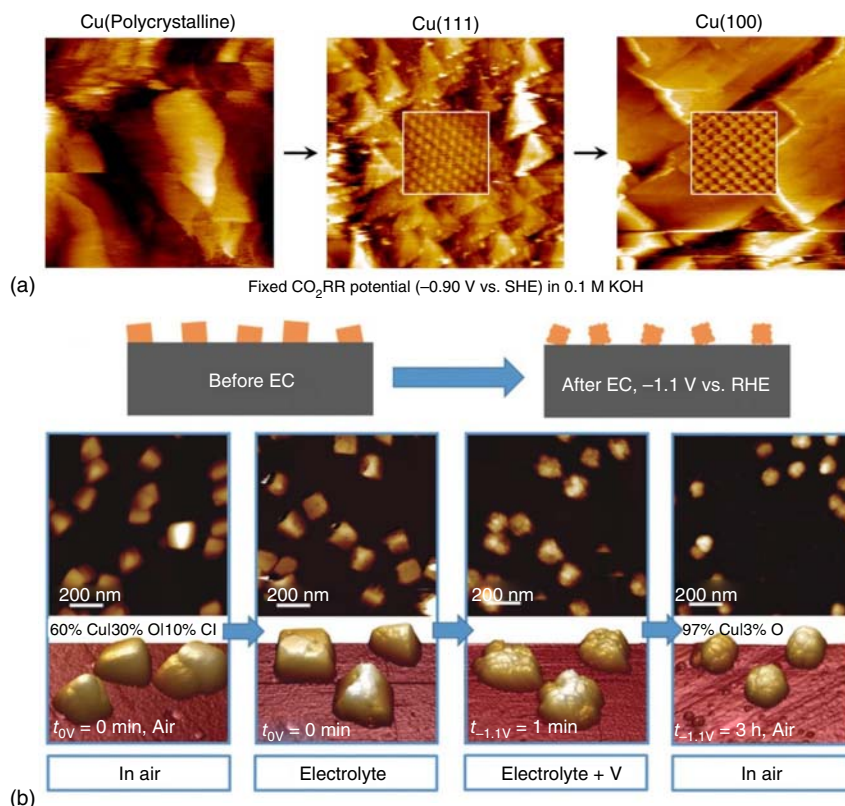 Cu(Polycrystalline)
Cu(111)
Cu(100)
(a)
Fixed CO₂RR potential (–0.90 V vs. SHE) in 0.1 M KOH
Before EC
After EC, –1.1 V vs. RHE
200 nm
200 nm
200 nm
200 nm
60% Cu|30% O|10% Cl
97% Cu|3% O
t0V = 0 min, Air
t0V = 0 min
t–1.1V = 1 min
t–1.1V = 3 h, Air
In air
Electrolyte
Electrolyte + V
In air
(b)